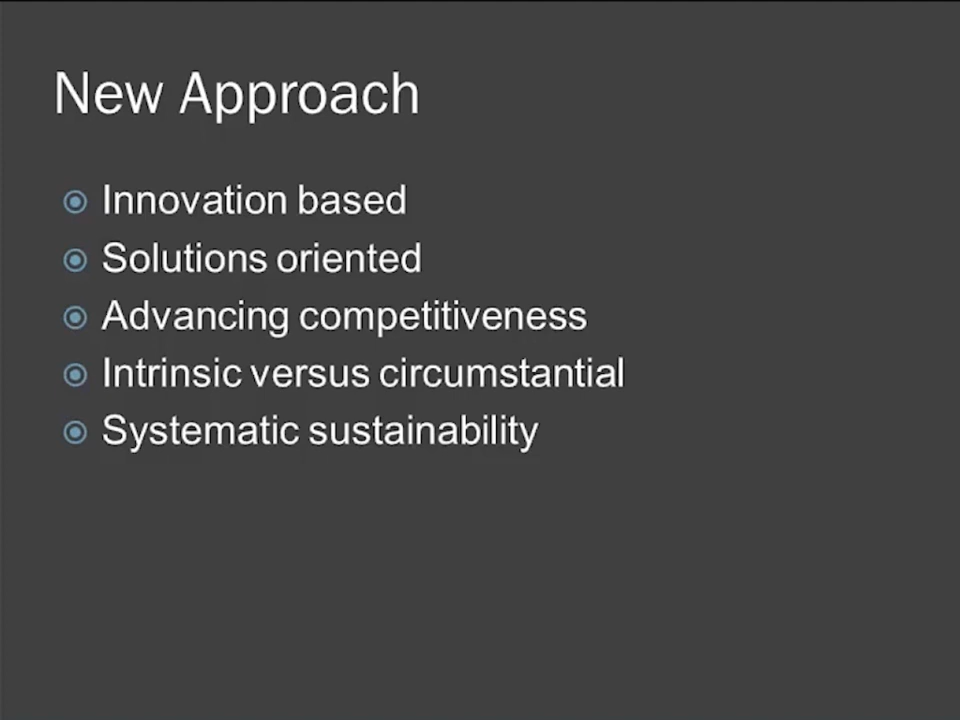 New Approach
Innovation based
Solutions oriented
Advancing competitiveness
Intrinsic versus circumstantial
Systematic sustainability